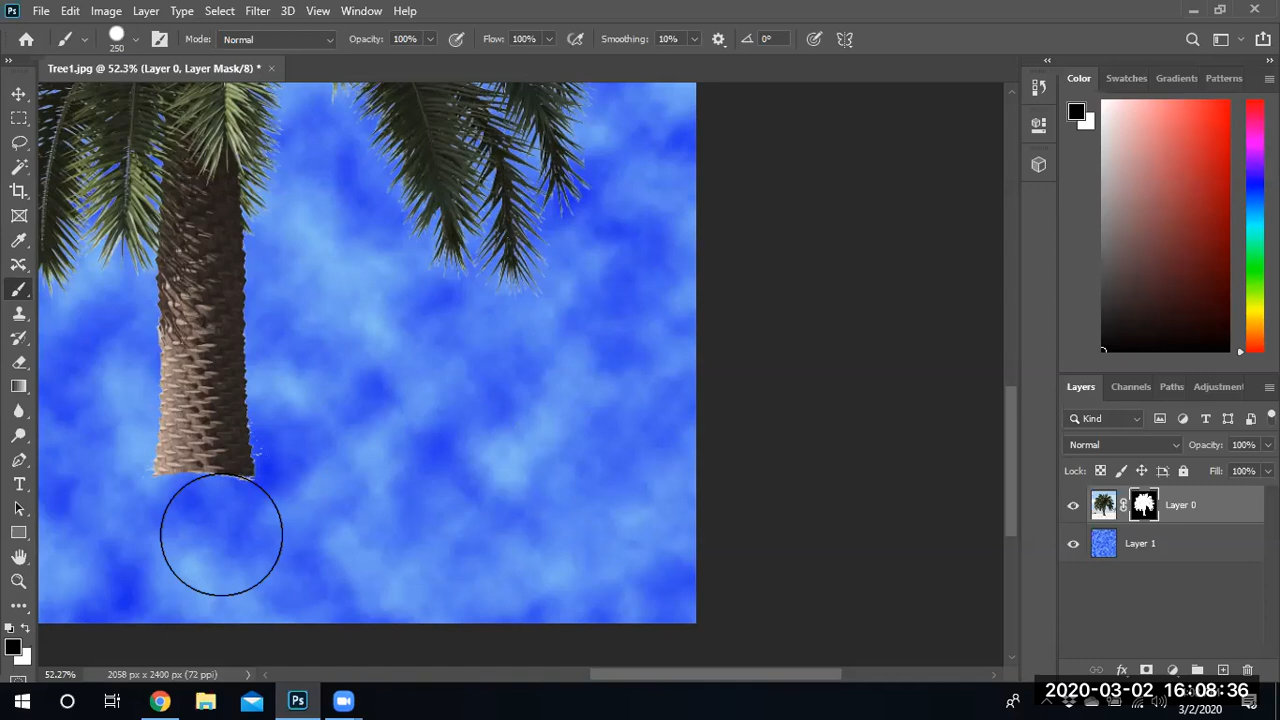 Ps File Edit Image Layer Type Select Filter 3D View Window Help
250 Mode: Normal Opacity: 100% Flow: 100% Smoothing: 10% 0°
Tree1.jpg @ 52.3% (Layer 0, Layer Mask/8) * ×
Color Swatches Gradients Patterns
Layers Channels Paths Adjustment
Kind
Normal Opacity: 100%
Lock: Fill: 100%
Layer 0
Layer 1
fx
52.27% 2058 px x 2400 px (72 ppi)
Ps
2020-03-02 16:08:36
3/2/2020